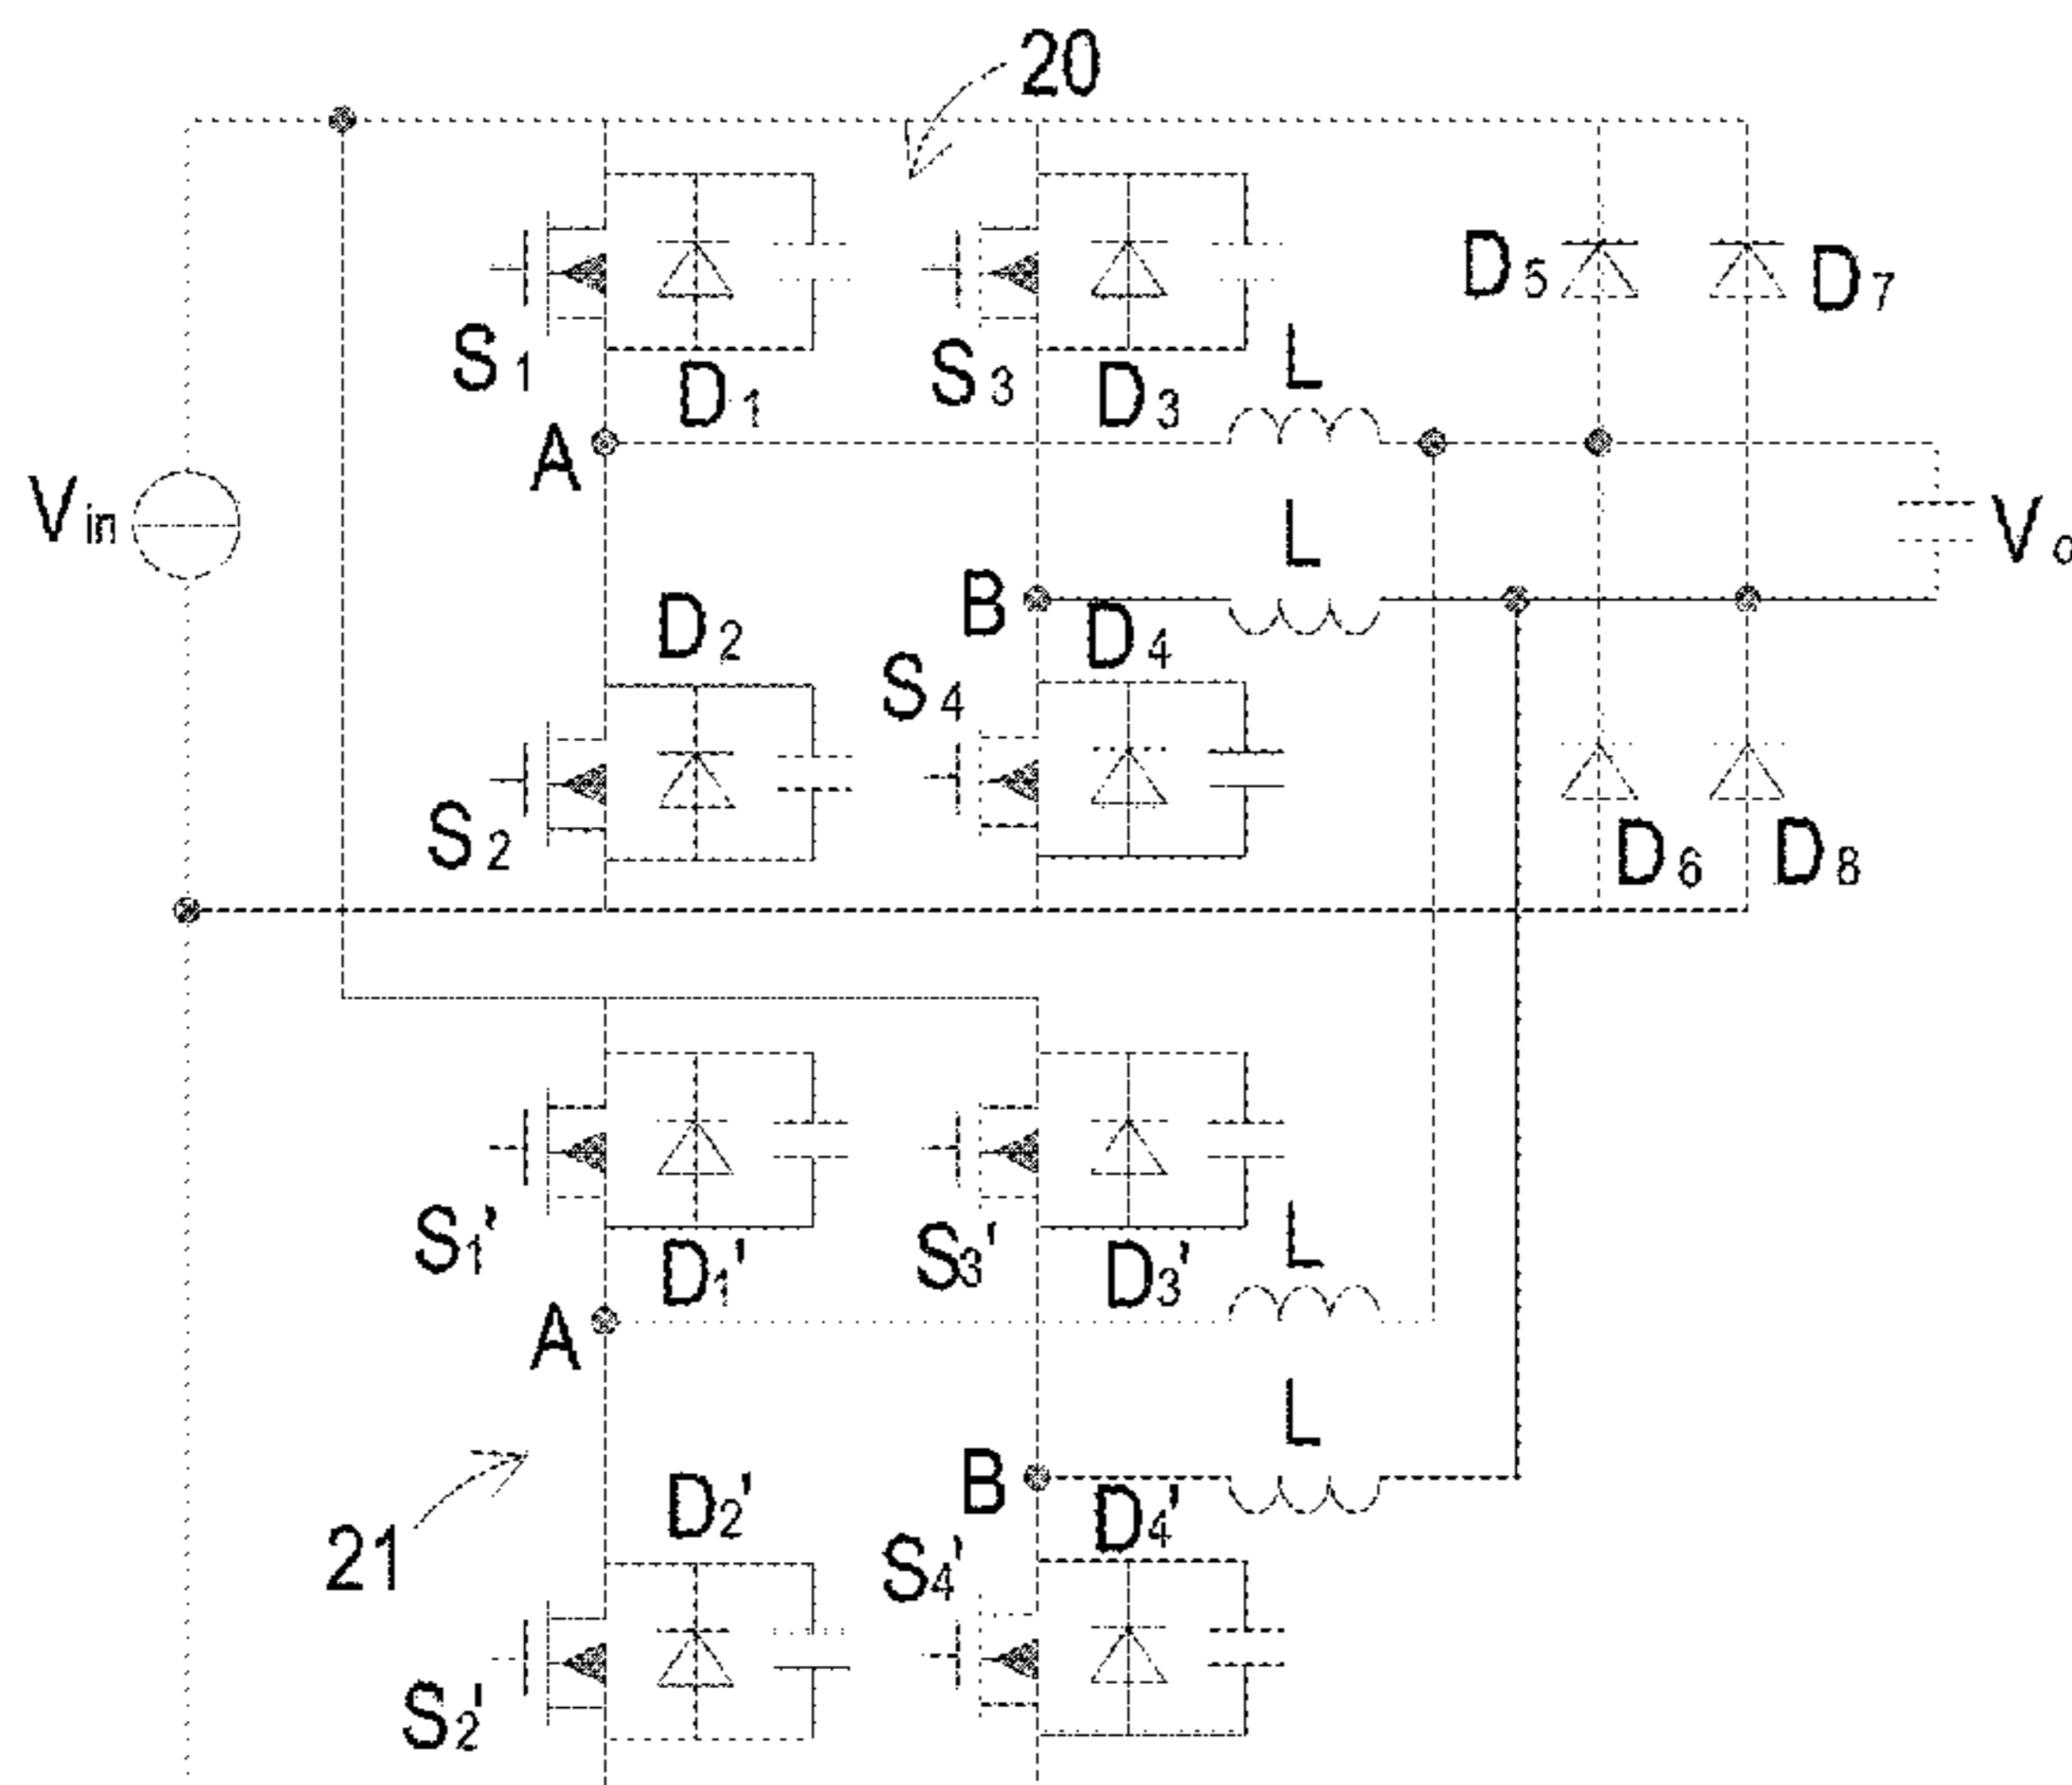 20
S1
D1
S3
D3
D5
D7
L
A
Vin
L
Vo
B
D2
D4
S4
S2
D6
D8
S1'
D1'
S3'
D3'
L
A
L
B
D2'
D4'
21
S4'
S2'